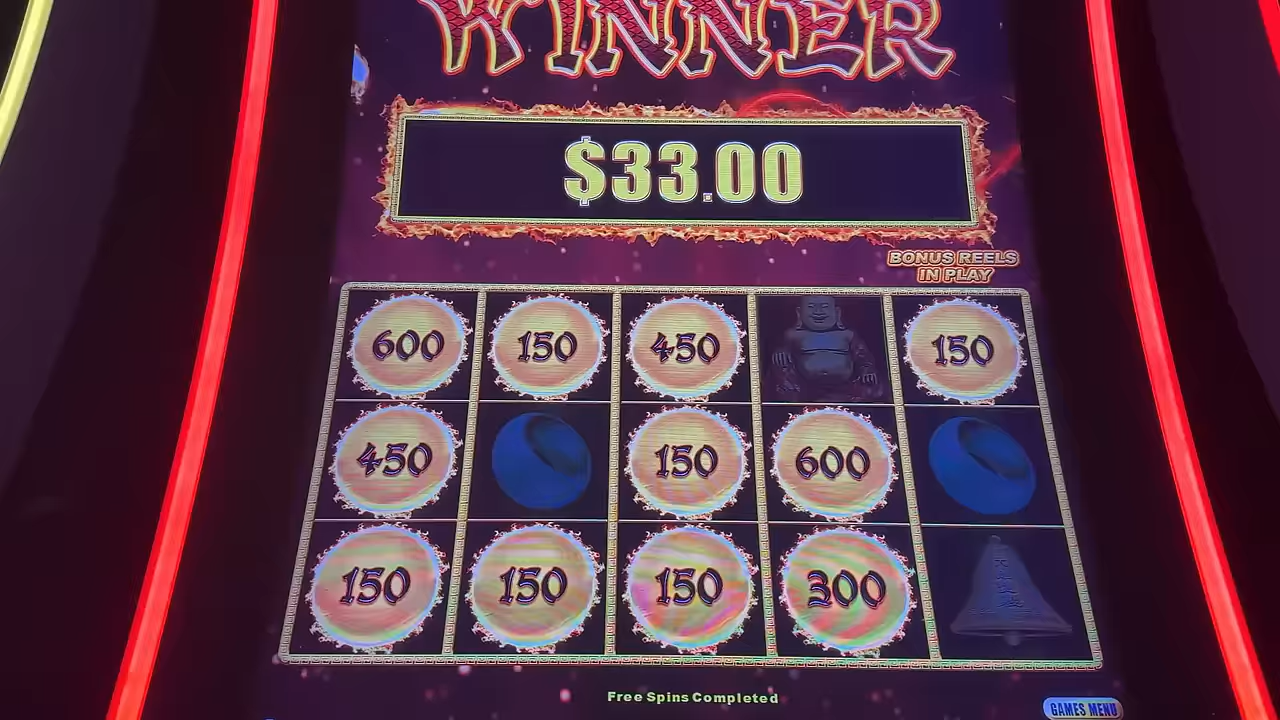 WINNER
$33.00
BONUS REELS
IN PLAY
600 150 450 150
450 150 600
150 150 150 300
Free Spins Completed
GAMES MENU